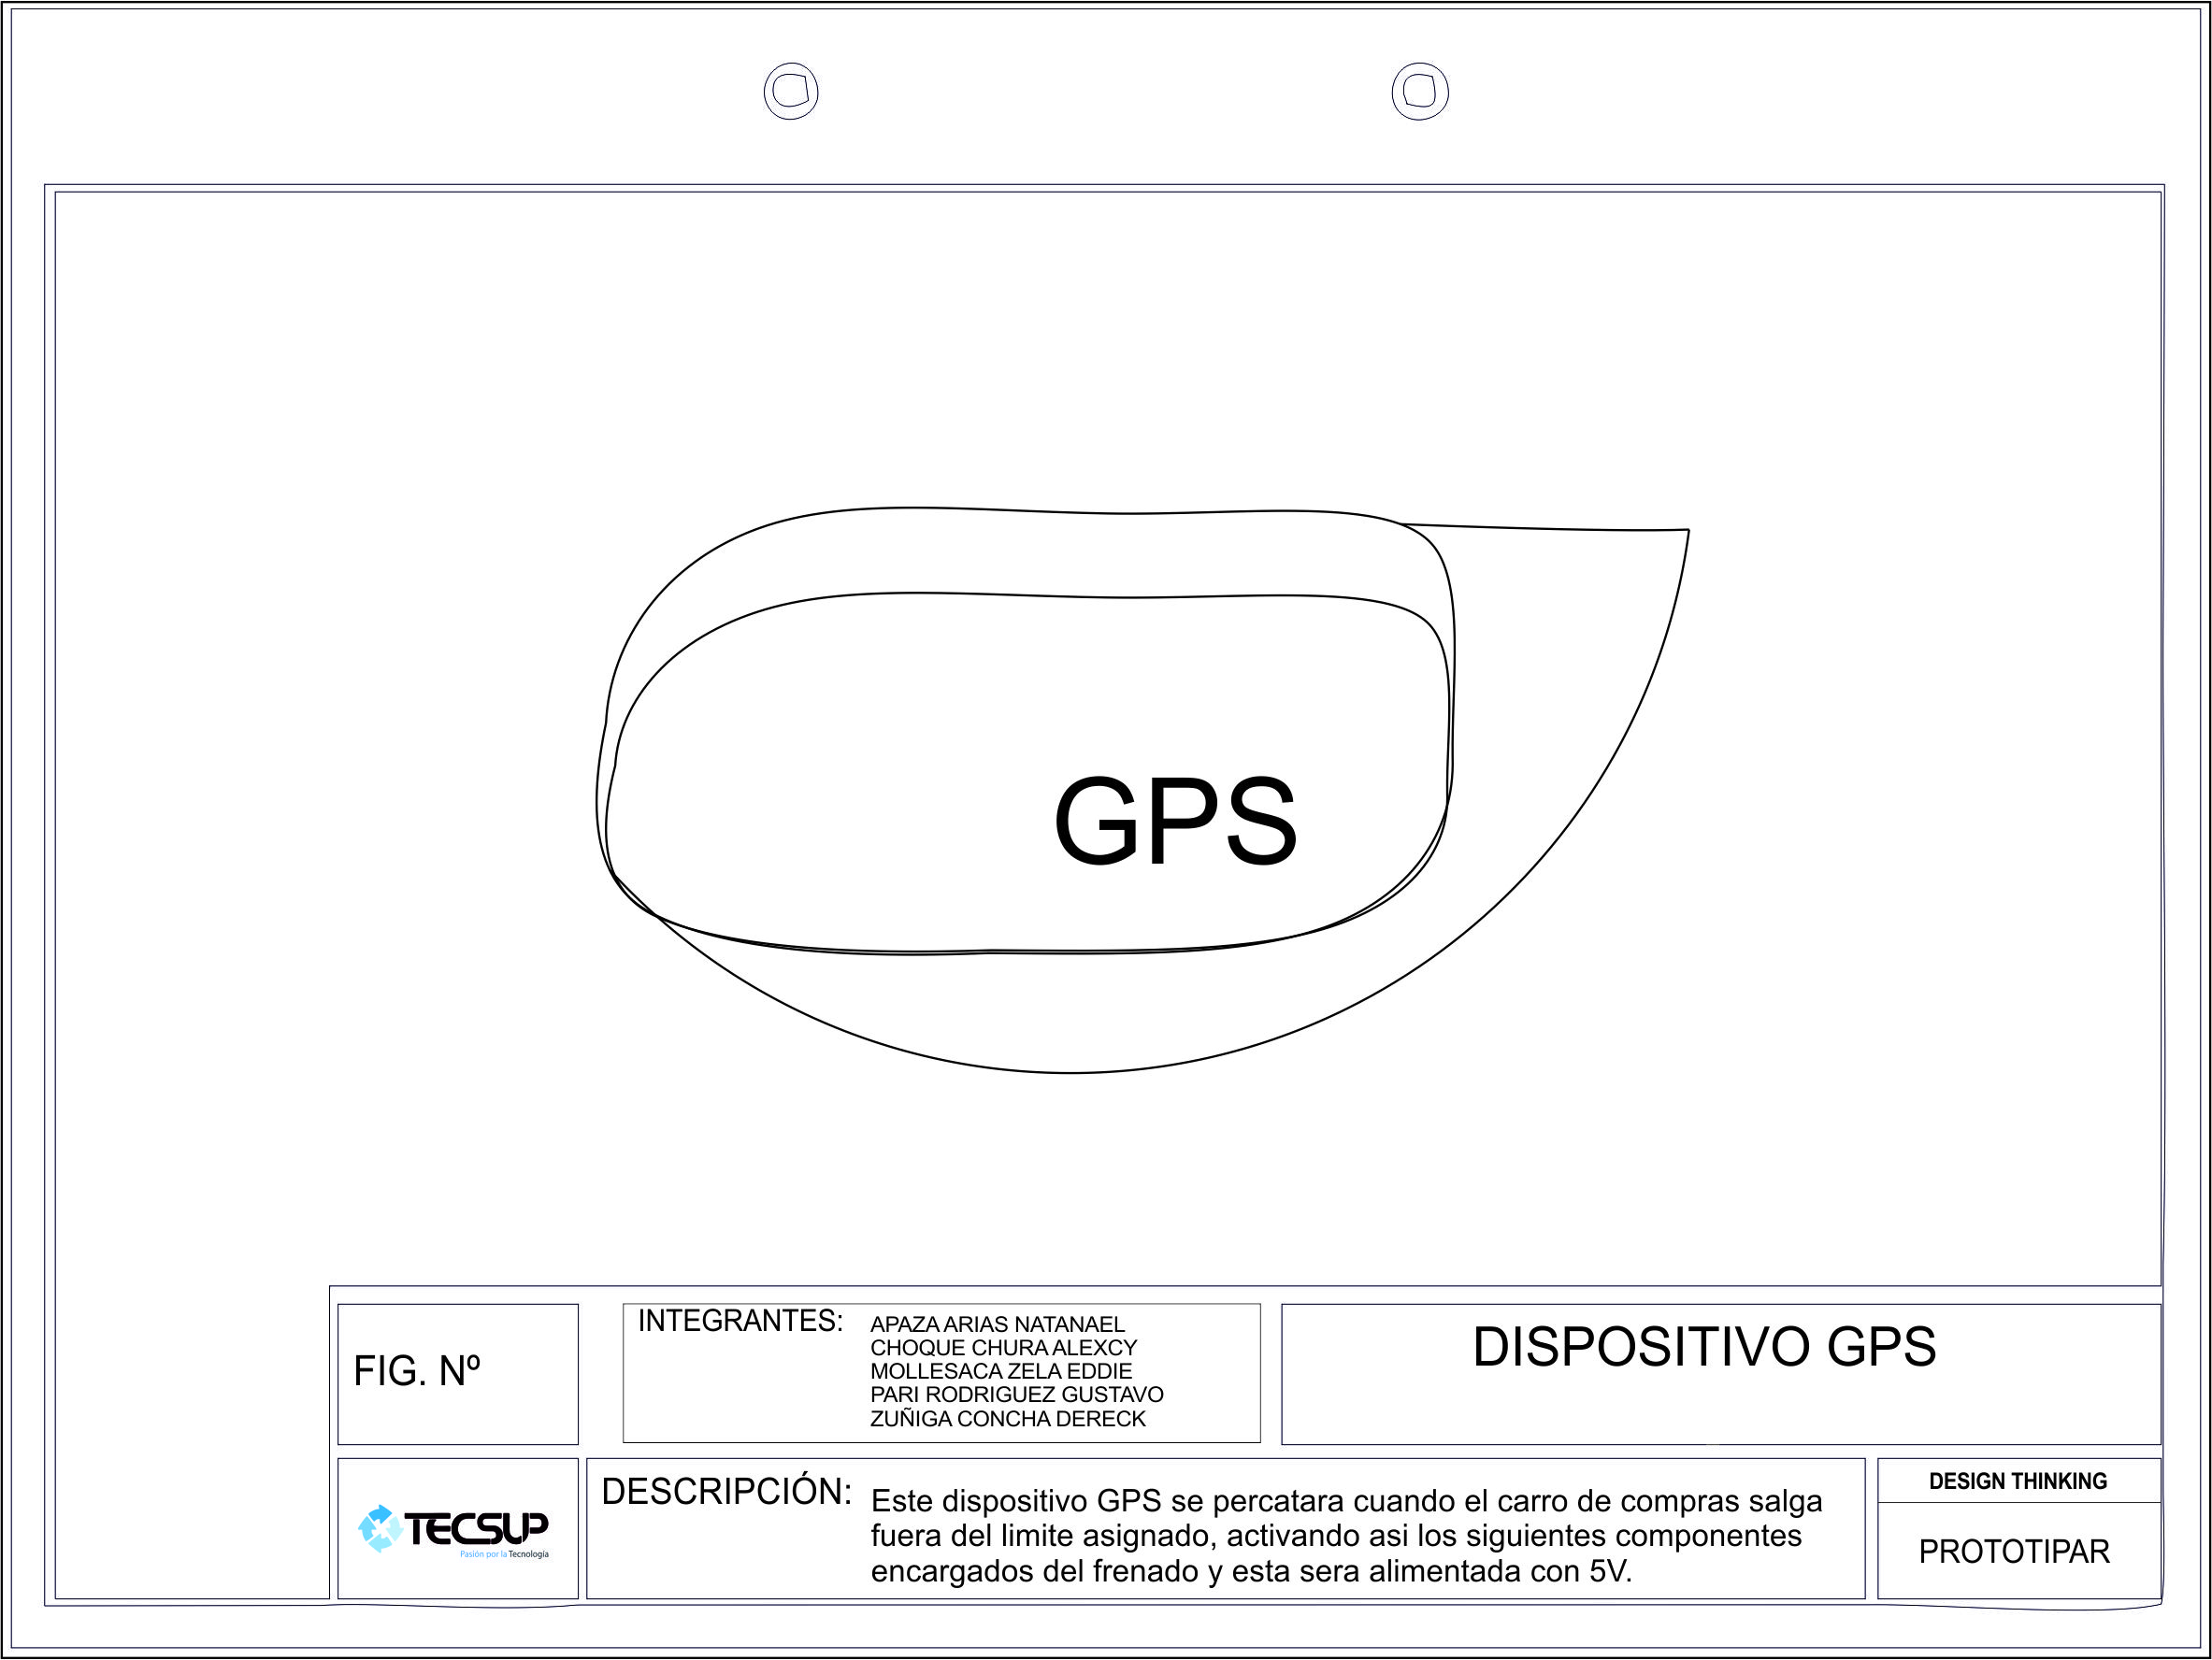 GPS
FIG. Nº
INTEGRANTES:
APAZA ARIAS NATANAEL
CHOQUE CHURA ALEXCY
MOLLESACA ZELA EDDIE
PARI RODRIGUEZ GUSTAVO
ZUÑIGA CONCHA DERECK
DISPOSITIVO GPS
TECSUP
Pasión por la Tecnología
DESCRIPCIÓN:
Este dispositivo GPS se percatara cuando el carro de compras salga
fuera del limite asignado, activando asi los siguientes componentes
encargados del frenado y esta sera alimentada con 5V.
DESIGN THINKING
PROTOTIPAR